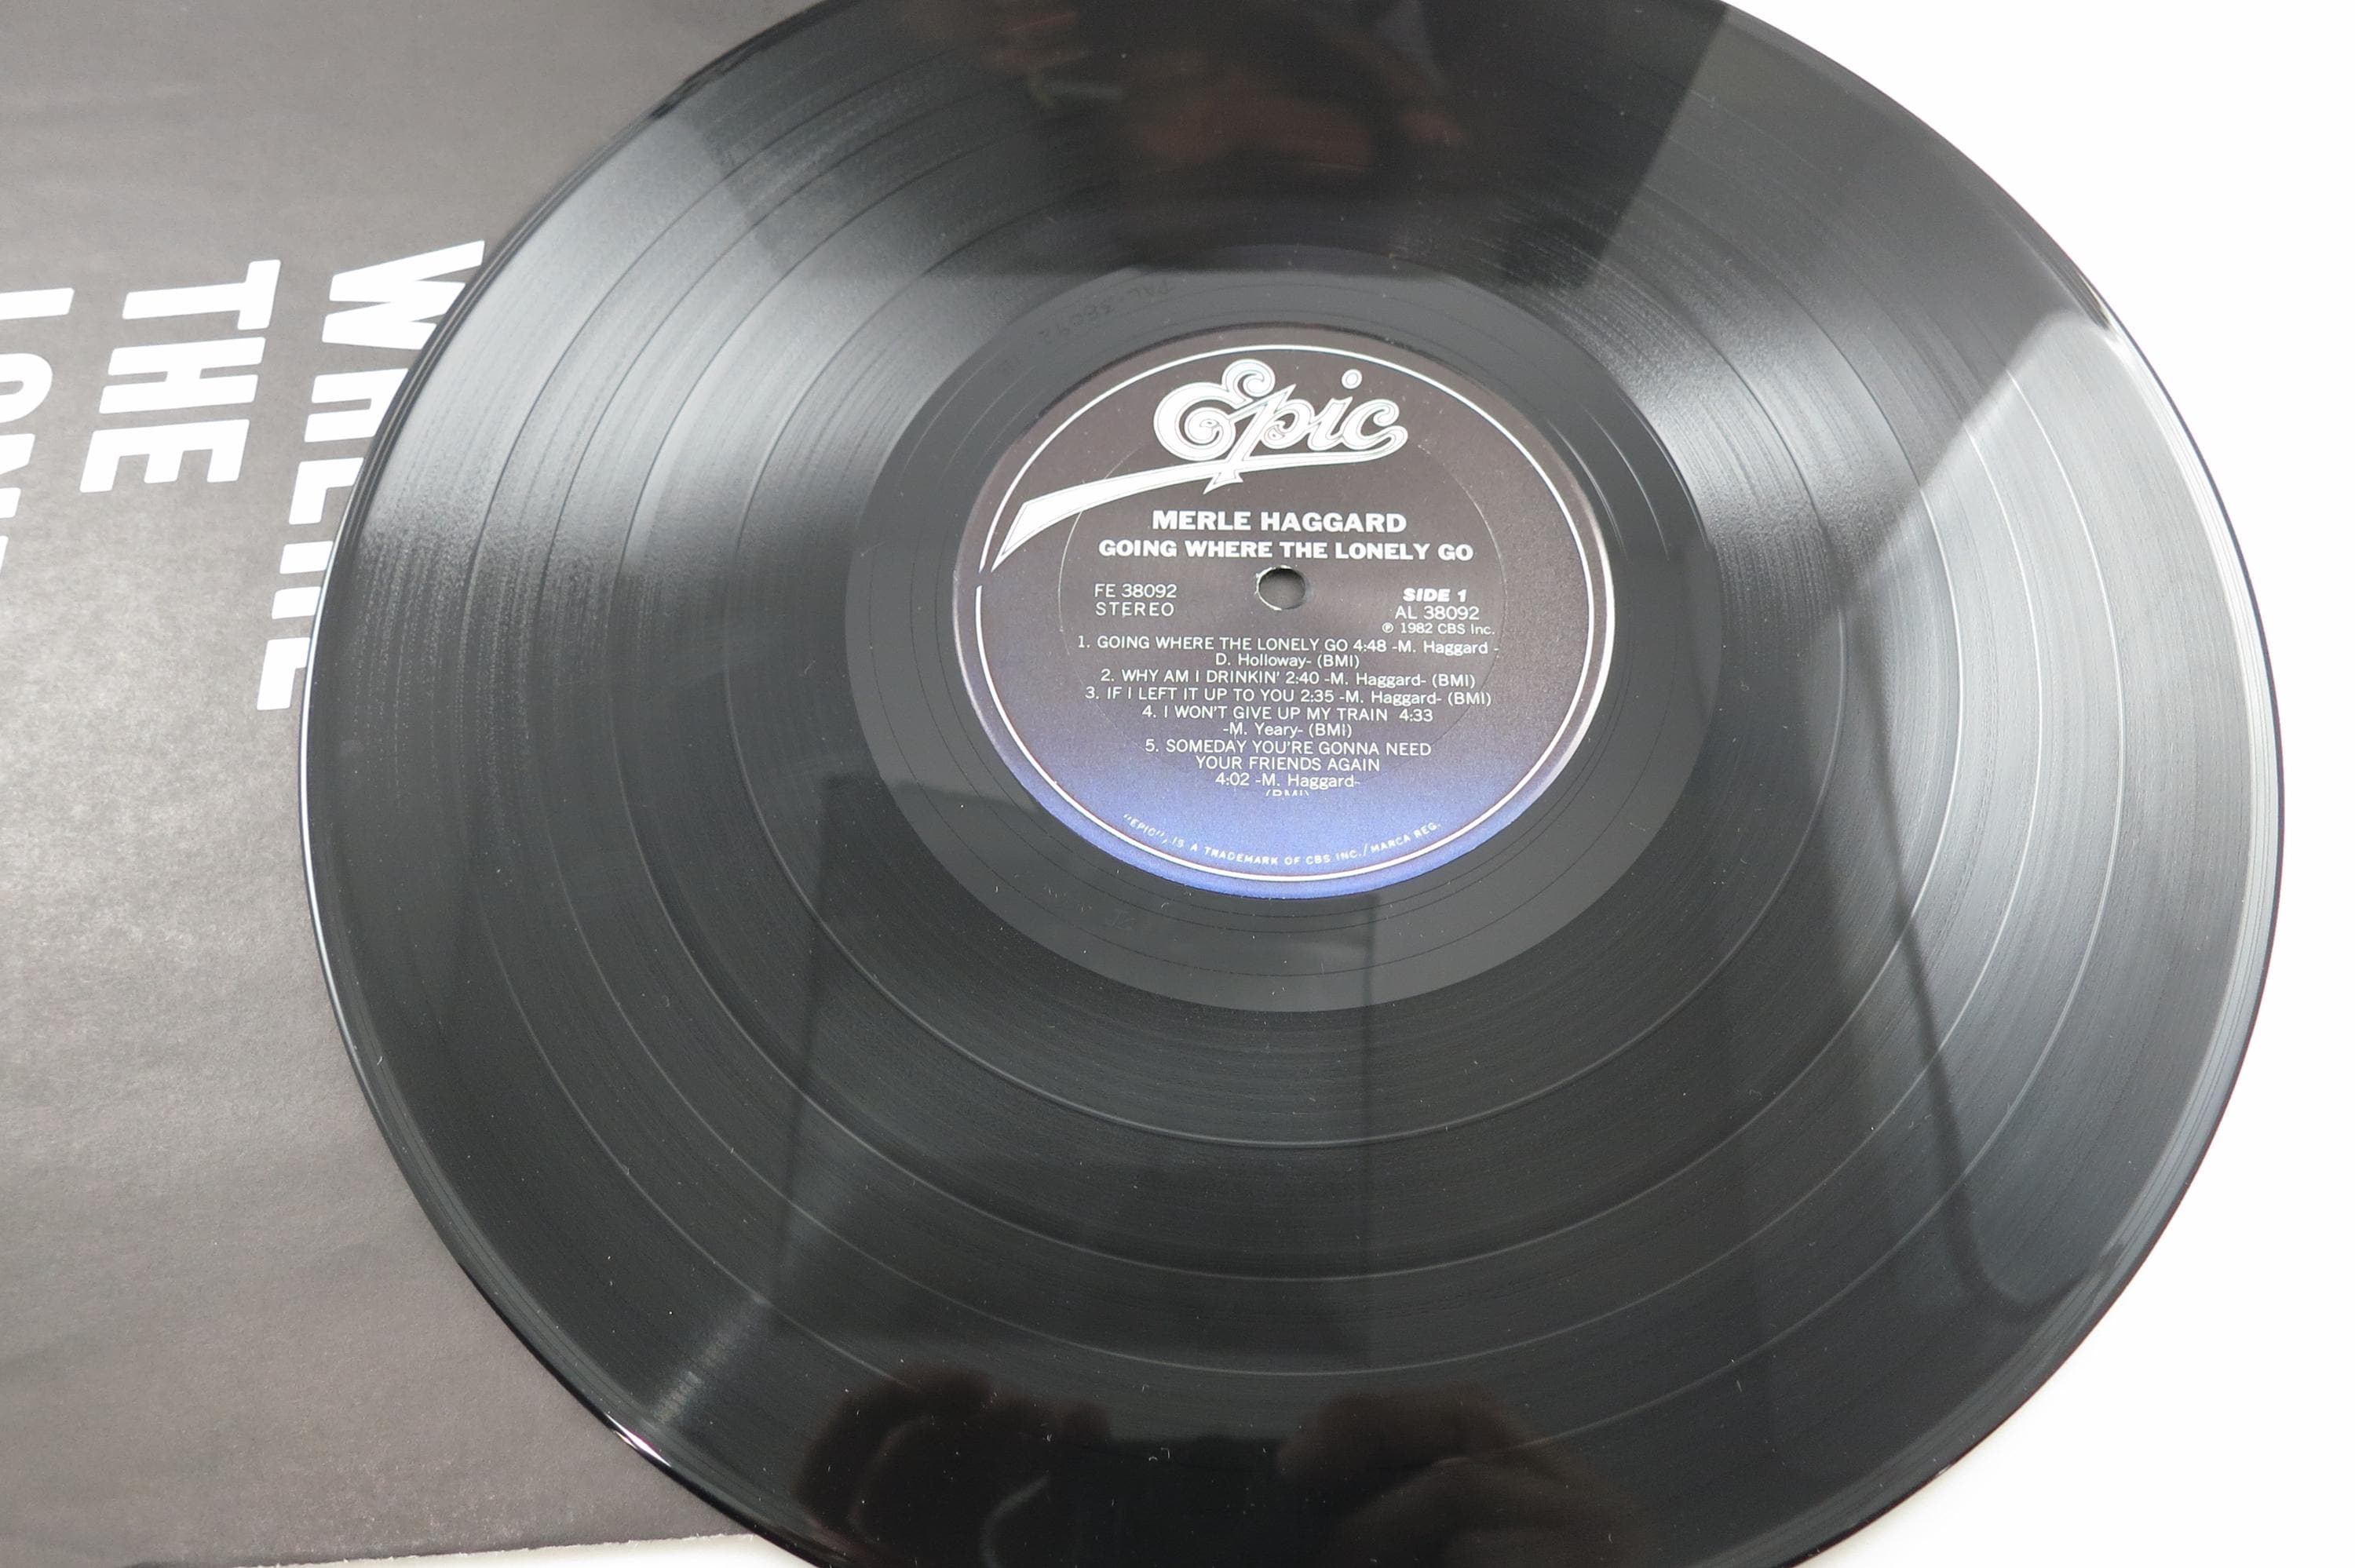 Epic
MERLE HAGGARD
GOING WHERE THE LONELY GO
FE 38092
STEREO
SIDE 1
AL 38092
℗ 1982 CBS Inc.
1. GOING WHERE THE LONELY GO 4:48 -M. Haggard -
D. Holloway- (BMI)
2. WHY AM I DRINKIN' 2:40 -M. Haggard- (BMI)
3. IF I LEFT IT UP TO YOU 2:35 -M. Haggard- (BMI)
4. I WON'T GIVE UP MY TRAIN 4:33
-M. Yeary- (BMI)
5. SOMEDAY YOU'RE GONNA NEED
YOUR FRIENDS AGAIN
4:02 -M. Haggard-
(BMI)
"EPIC", IS A TRADEMARK OF CBS INC./MARCA REG.
WHERE
THE